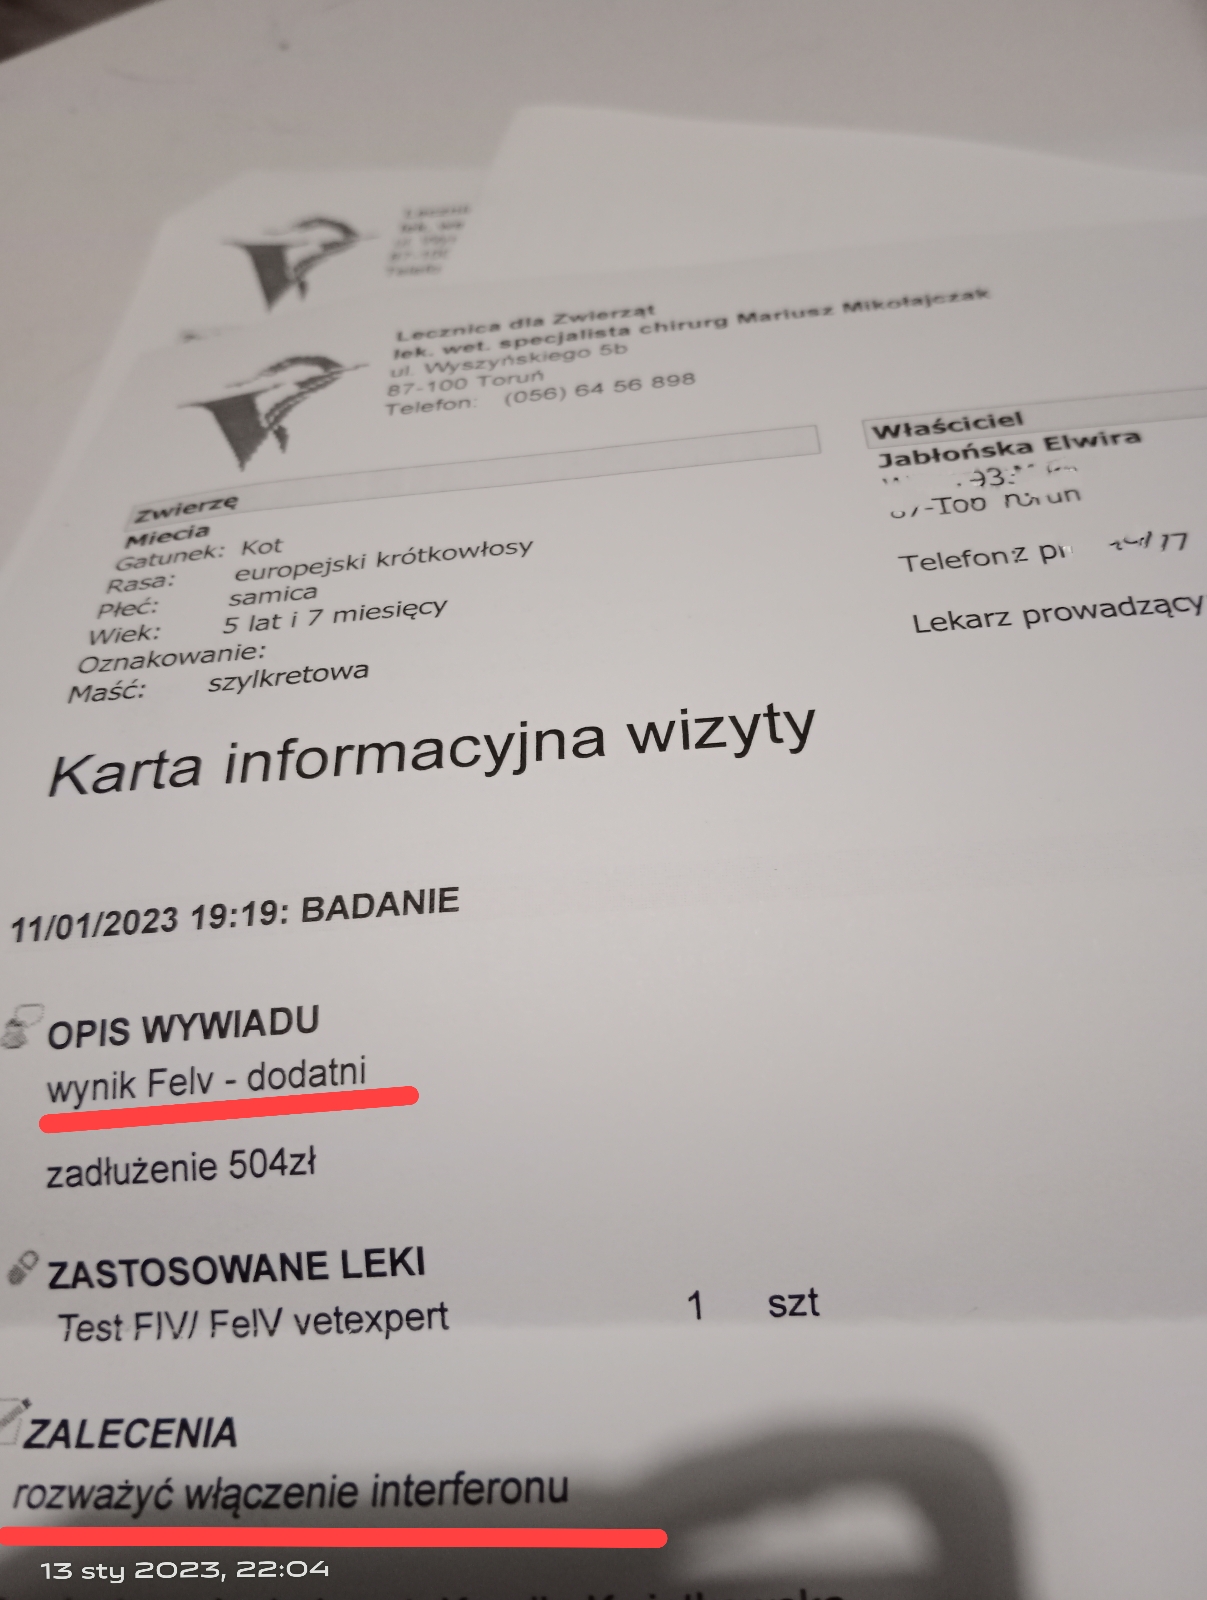 Lecznica dla Zwierząt
lek. wet. specjalista chirurg Mariusz Mikołajczak
ul. Wyszyńskiego 5b
87-100 Toruń
Telefon: (056) 64 56 898
Właściciel
Jabłońska Elwira
Telefon:
Lekarz prowadzący
Zwierzę
Miecia
Gatunek: Kot
Rasa: europejski krótkowłosy
Płeć: samica
Wiek: 5 lat i 7 miesięcy
Oznakowanie:
Maść: szylkretowa
Karta informacyjna wizyty
11/01/2023 19:19: BADANIE
OPIS WYWIADU
wynik Felv - dodatni
zadłużenie 504zł
ZASTOSOWANE LEKI
Test FIV/ FelV vetexpert 1 szt
ZALECENIA
rozważyć włączenie interferonu
13 sty 2023, 22:04